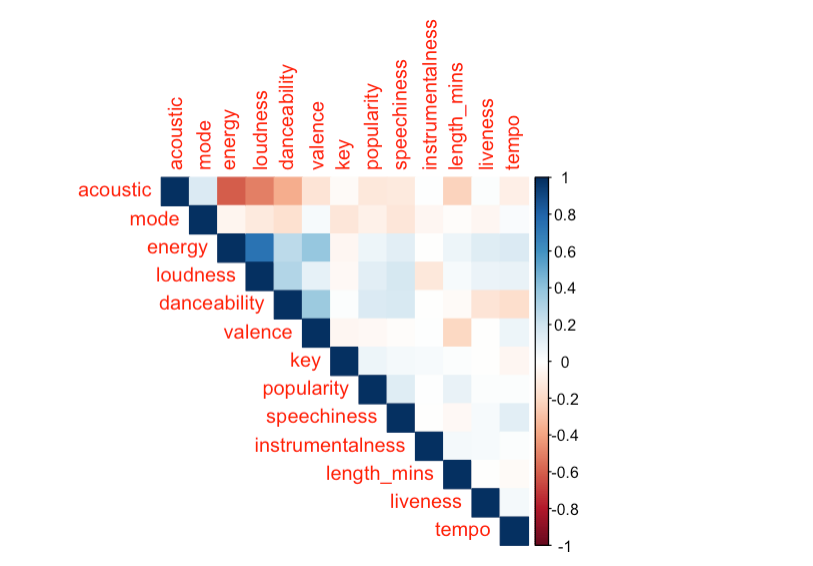 acoustic
mode
energy
loudness
danceability
valence
key
popularity
speechiness
instrumentalness
length_mins
liveness
tempo
acoustic
mode
energy
loudness
danceability
valence
key
popularity
speechiness
instrumentalness
length_mins
liveness
tempo
1
0.8
0.6
0.4
0.2
0
-0.2
-0.4
-0.6
-0.8
-1